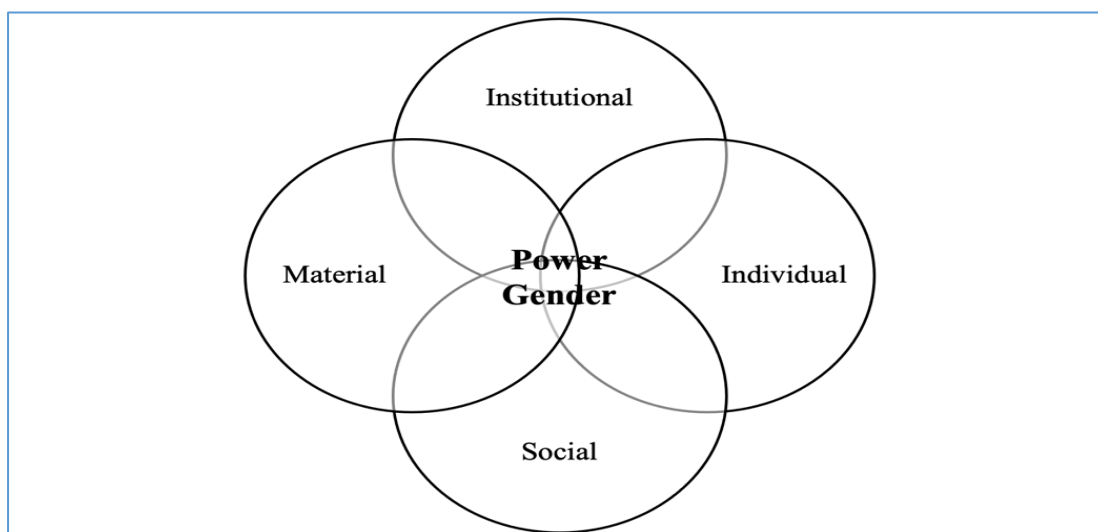 Institutional
Power
Material
Individual
Gender
Social